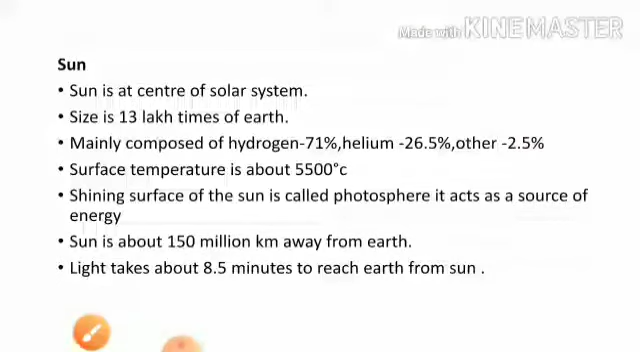 Made with KINEMASTER
Sun
• Sun is at centre of solar system.
• Size is 13 lakh times of earth.
• Mainly composed of hydrogen-71%,helium -26.5%,other -2.5%
• Surface temperature is about 5500°c
• Shining surface of the sun is called photosphere it acts as a source of
energy
• Sun is about 150 million km away from earth.
• Light takes about 8.5 minutes to reach earth from sun .